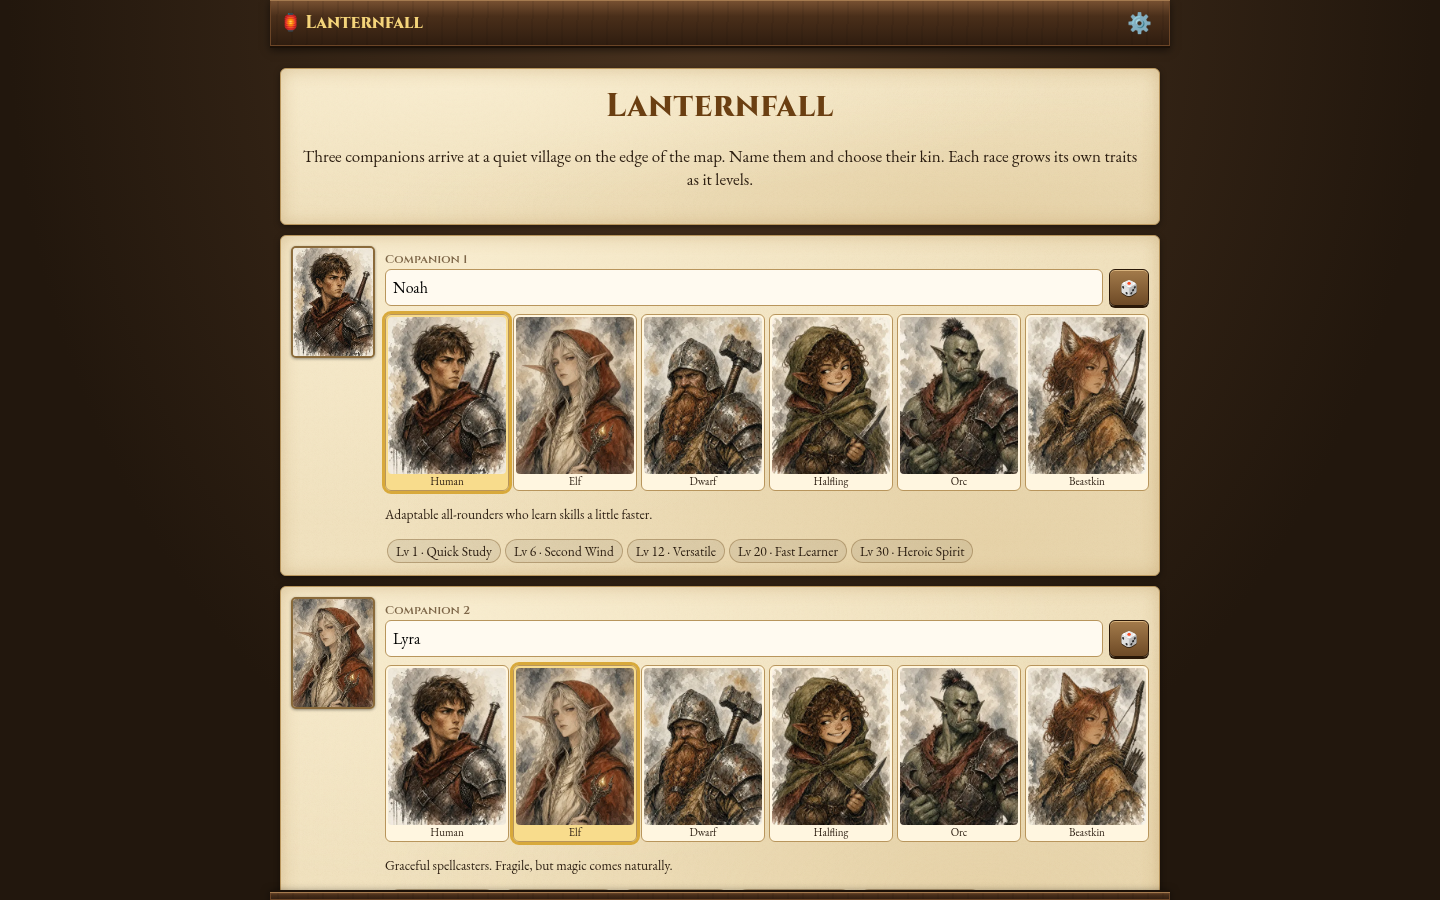 Lanternfall
Lanternfall
Three companions arrive at a quiet village on the edge of the map. Name them and choose their kin. Each race grows its own traits
as it levels.
Companion 1
Noah
Human
Elf
Dwarf
Halfling
Orc
Beastkin
Adaptable all-rounders who learn skills a little faster.
Lv 1 · Quick Study
Lv 6 · Second Wind
Lv 12 · Versatile
Lv 20 · Fast Learner
Lv 30 · Heroic Spirit
Companion 2
Lyra
Human
Elf
Dwarf
Halfling
Orc
Beastkin
Graceful spellcasters. Fragile, but magic comes naturally.